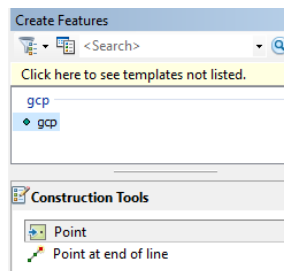 Create Features
<Search>
Click here to see templates not listed.
gcp
gcp
Construction Tools
Point
Point at end of line